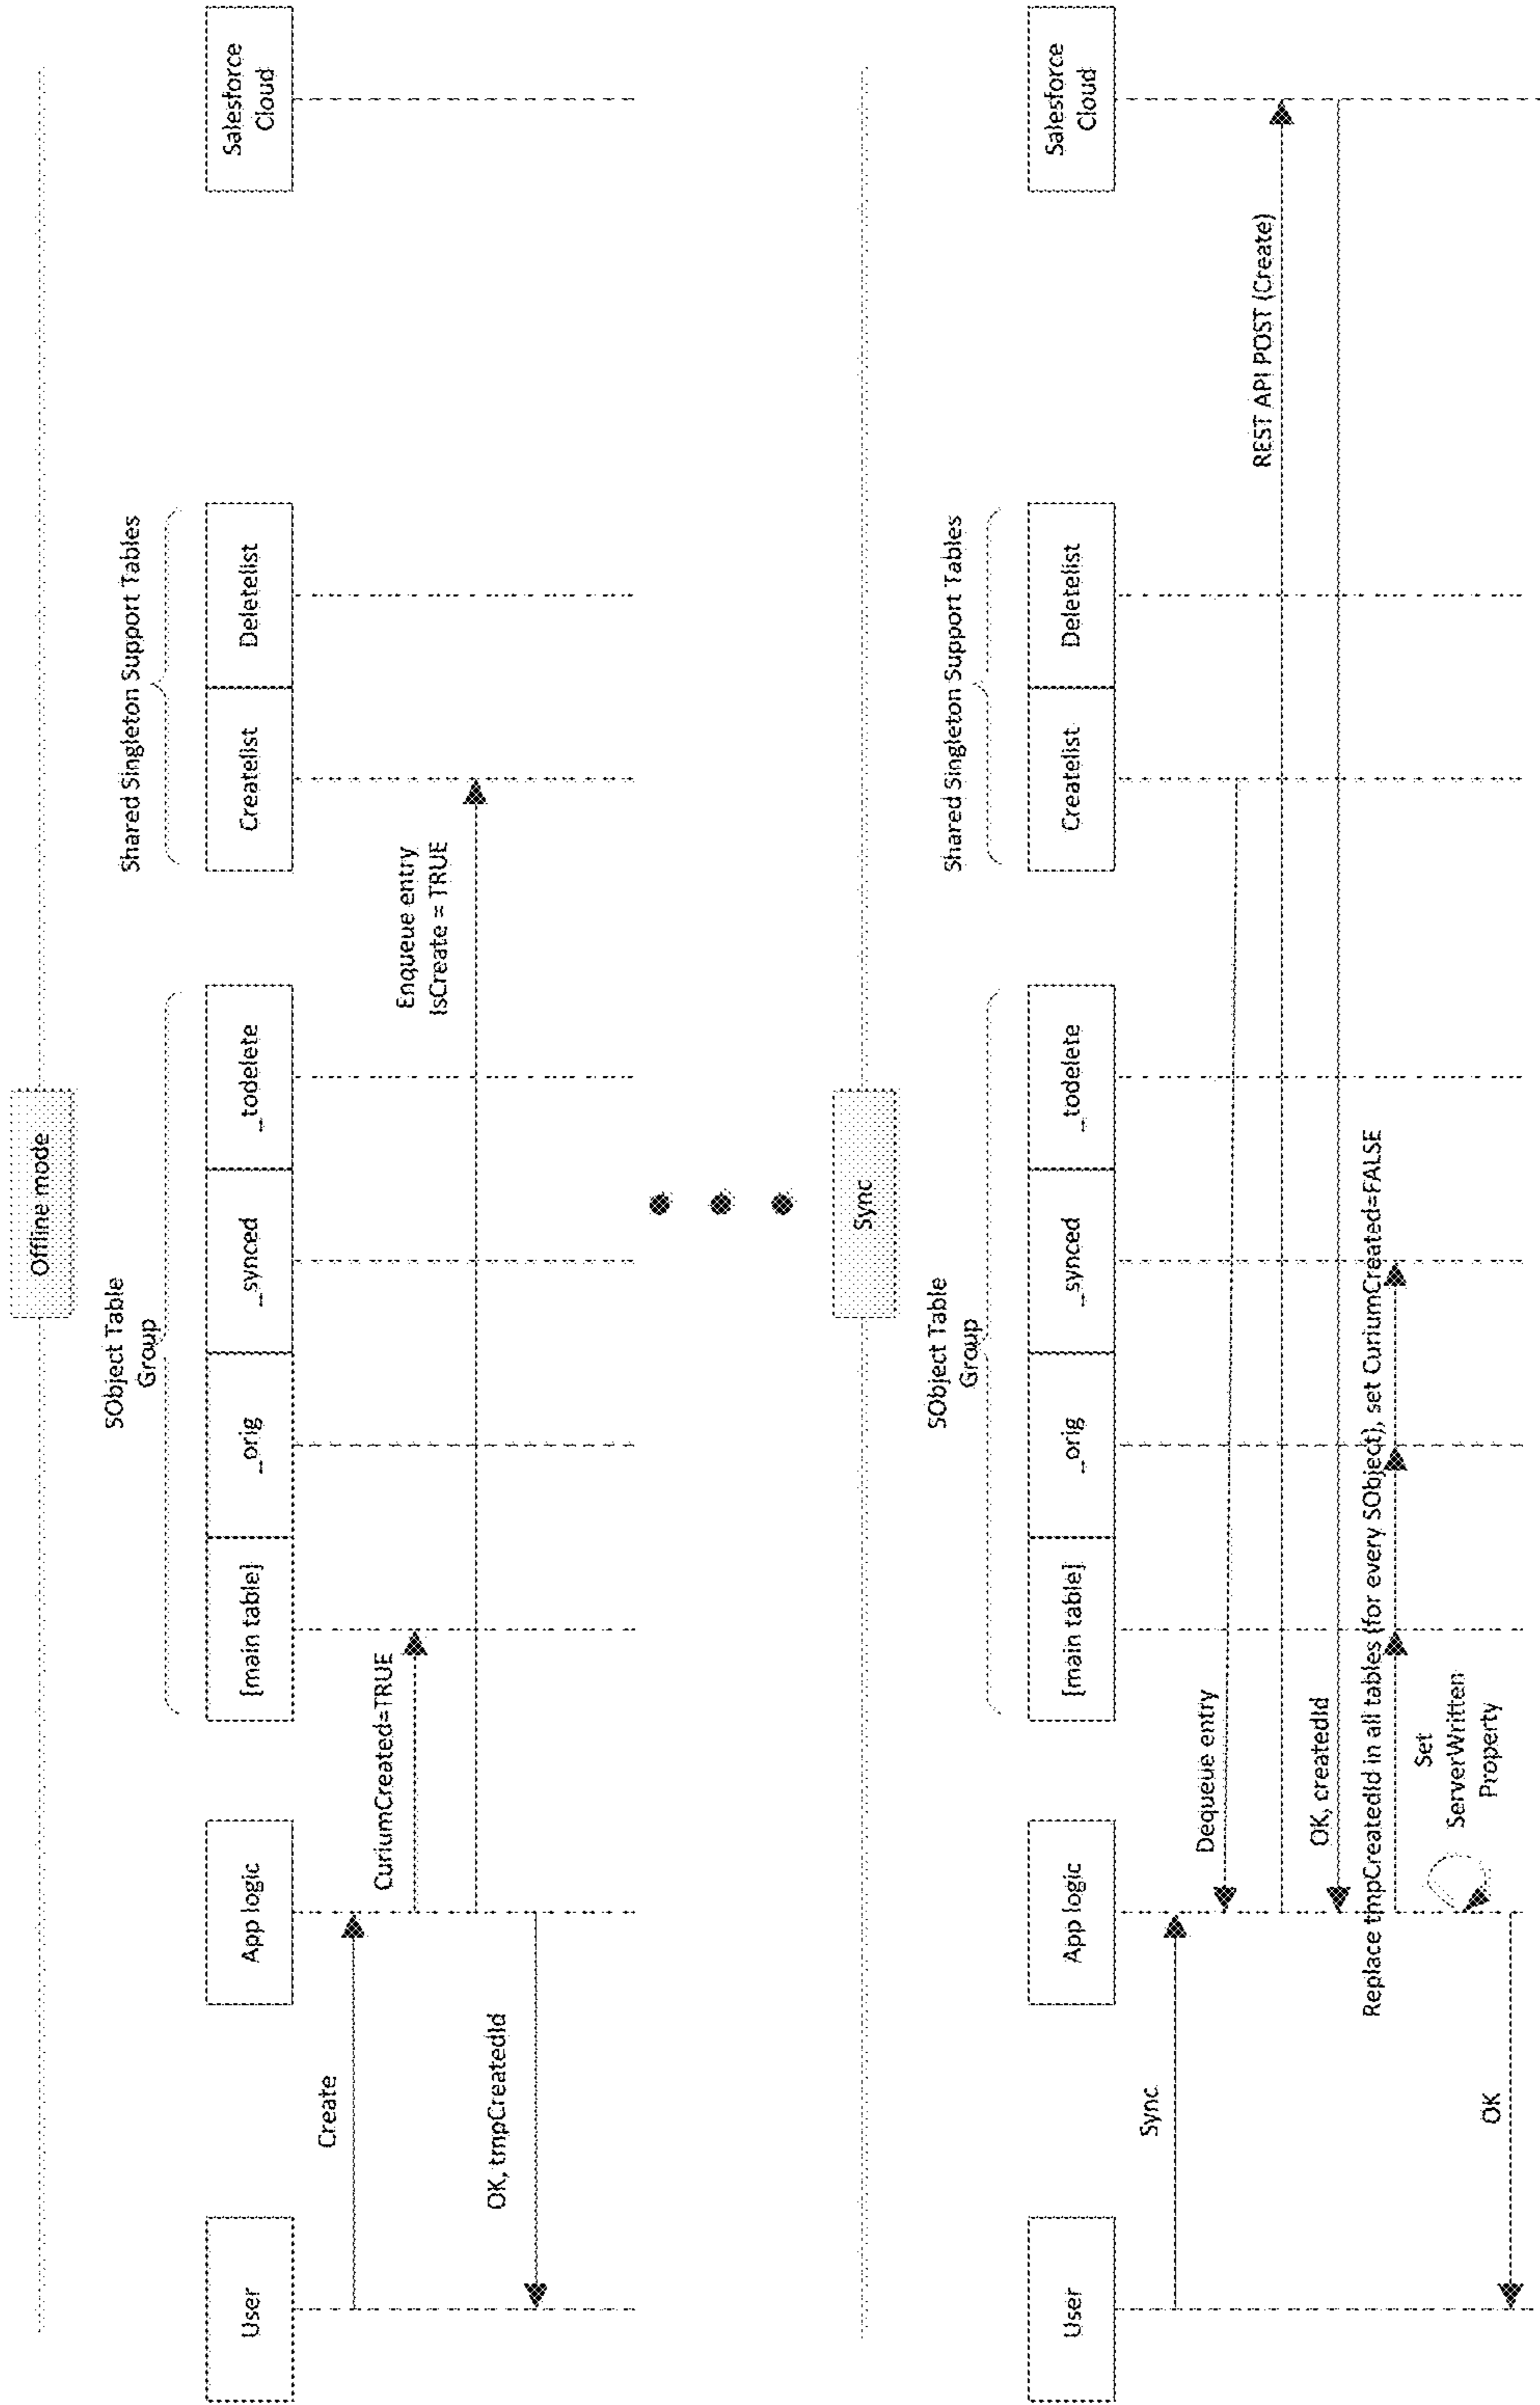 Offline mode
SObject Table
Group
Shared Singleton Support Tables
User
App logic
[main table]
_orig
_synced
_todelete
Createlist
Deletelist
Salesforce
Cloud
Create
CuriumCreated=TRUE
Enqueue entry
IsCreate = TRUE
OK, tmpCreatedId
Sync
SObject Table
Group
Shared Singleton Support Tables
User
App logic
[main table]
_orig
_synced
_todelete
Createlist
Deletelist
Salesforce
Cloud
Sync
Dequeue entry
REST API POST (Create)
OK, createdId
Replace tmpCreatedId in all tables (for every SObject), set CuriumCreated=FALSE
Set
ServerWritten
Property
OK